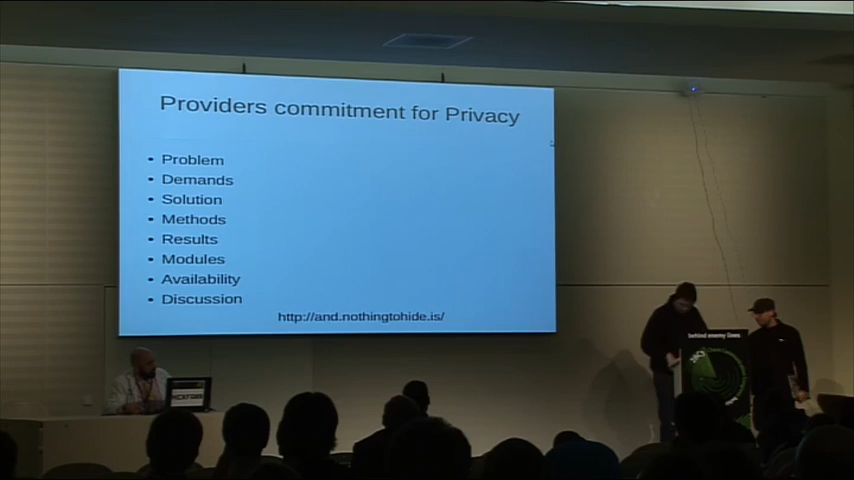 Providers commitment for Privacy
• Problem
• Demands
• Solution
• Methods
• Results
• Modules
• Availability
• Discussion
http://and.nothingtohide.is/
behind enemy lines